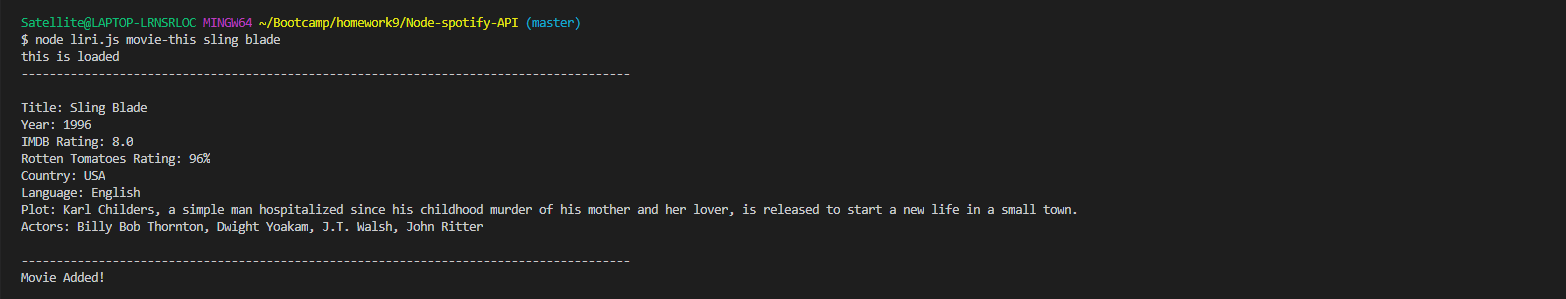 Satellite@LAPTOP-LRNSRLOC MINGW64 ~/Bootcamp/homework9/Node-spotify-API (master)
$ node liri.js movie-this sling blade
this is loaded
---------------------------------------------------------------------------------------
Title: Sling Blade
Year: 1996
IMDB Rating: 8.0
Rotten Tomatoes Rating: 96%
Country: USA
Language: English
Plot: Karl Childers, a simple man hospitalized since his childhood murder of his mother and her lover, is released to start a new life in a small town.
Actors: Billy Bob Thornton, Dwight Yoakam, J.T. Walsh, John Ritter
---------------------------------------------------------------------------------------
Movie Added!